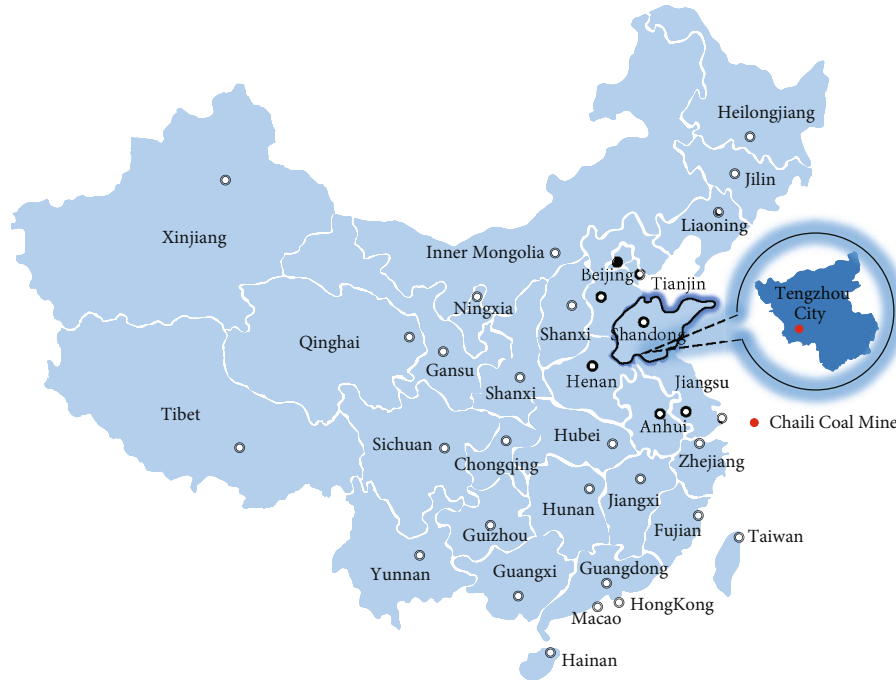 Heilongjiang
Jilin
Liaoning
Xinjiang
Inner Mongolia
Beijing
Tianjin
Tengzhou
City
Ningxia
Shanxi
Shandong
Qinghai
Gansu
Henan
Jiangsu
Shanxi
Tibet
Anhui
Chaili Coal Mine
Sichuan
Hubei
Chongqing
Zhejiang
Hunan
Jiangxi
Guizhou
Fujian
Taiwan
Yunnan
Guangxi
Guangdong
HongKong
Macao
Hainan